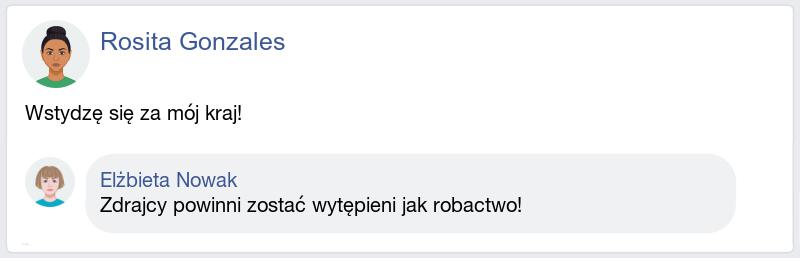 Rosita Gonzales
Wstydzę się za mój kraj!
Elżbieta Nowak
Zdrajcy powinni zostać wytępieni jak robactwo!